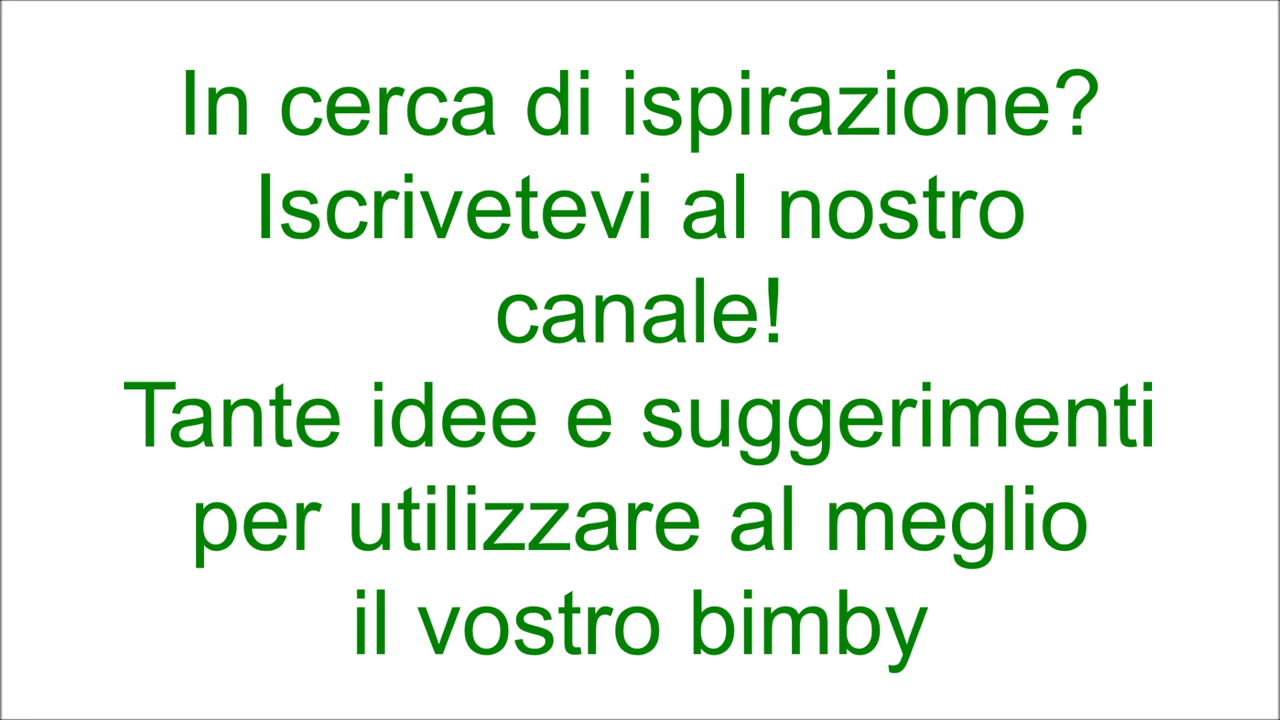 In cerca di ispirazione?
Iscrivetevi al nostro
canale!
Tante idee e suggerimenti
per utilizzare al meglio
il vostro bimby